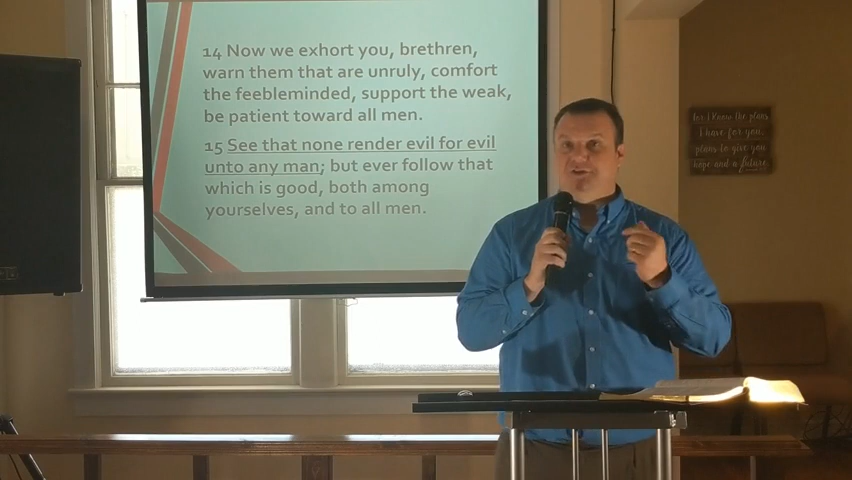 14 Now we exhort you, brethren,
warn them that are unruly, comfort
the feebleminded, support the weak,
be patient toward all men.
15 See that none render evil for evil
unto any man; but ever follow that
which is good, both among
yourselves, and to all men.
for I know the plans
I have for you,
plans to give you
hope and a future